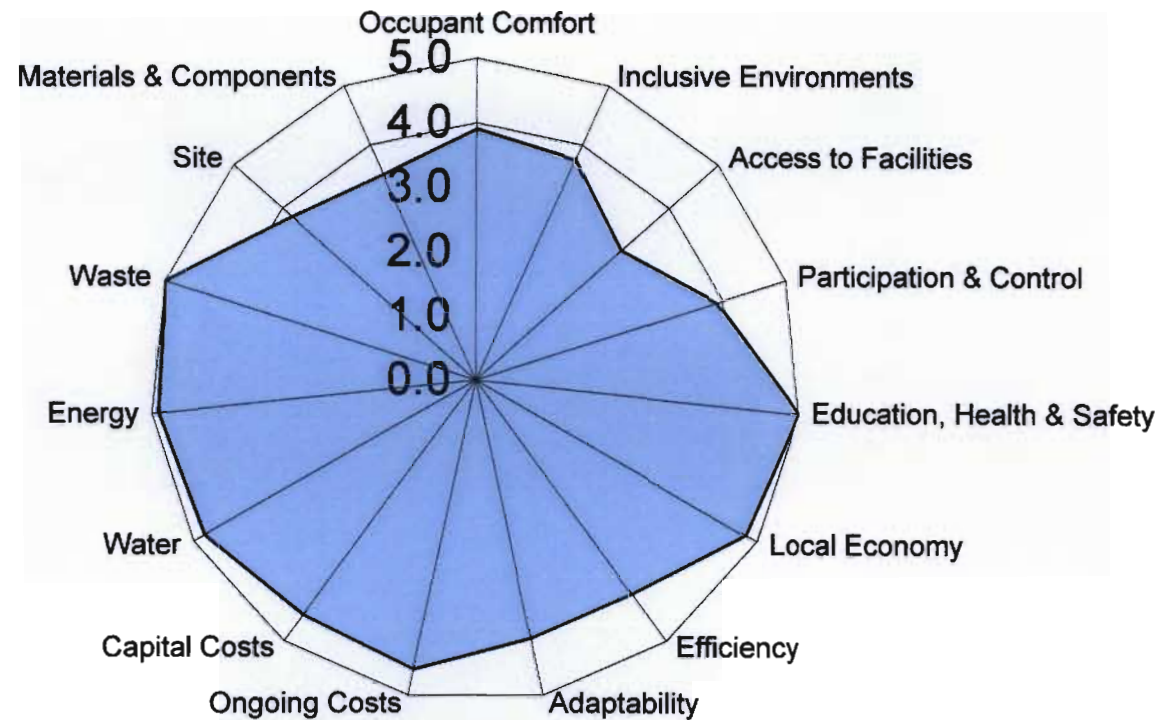 Occupant Comfort
5.0
Materials & Components
Inclusive Environments
4.0
Site
Access to Facilities
3.0
2.0
Waste
Participation & Control
1.0
0.0
Energy
Education, Health & Safety
Water
Local Economy
Capital Costs
Efficiency
Ongoing Costs
Adaptability